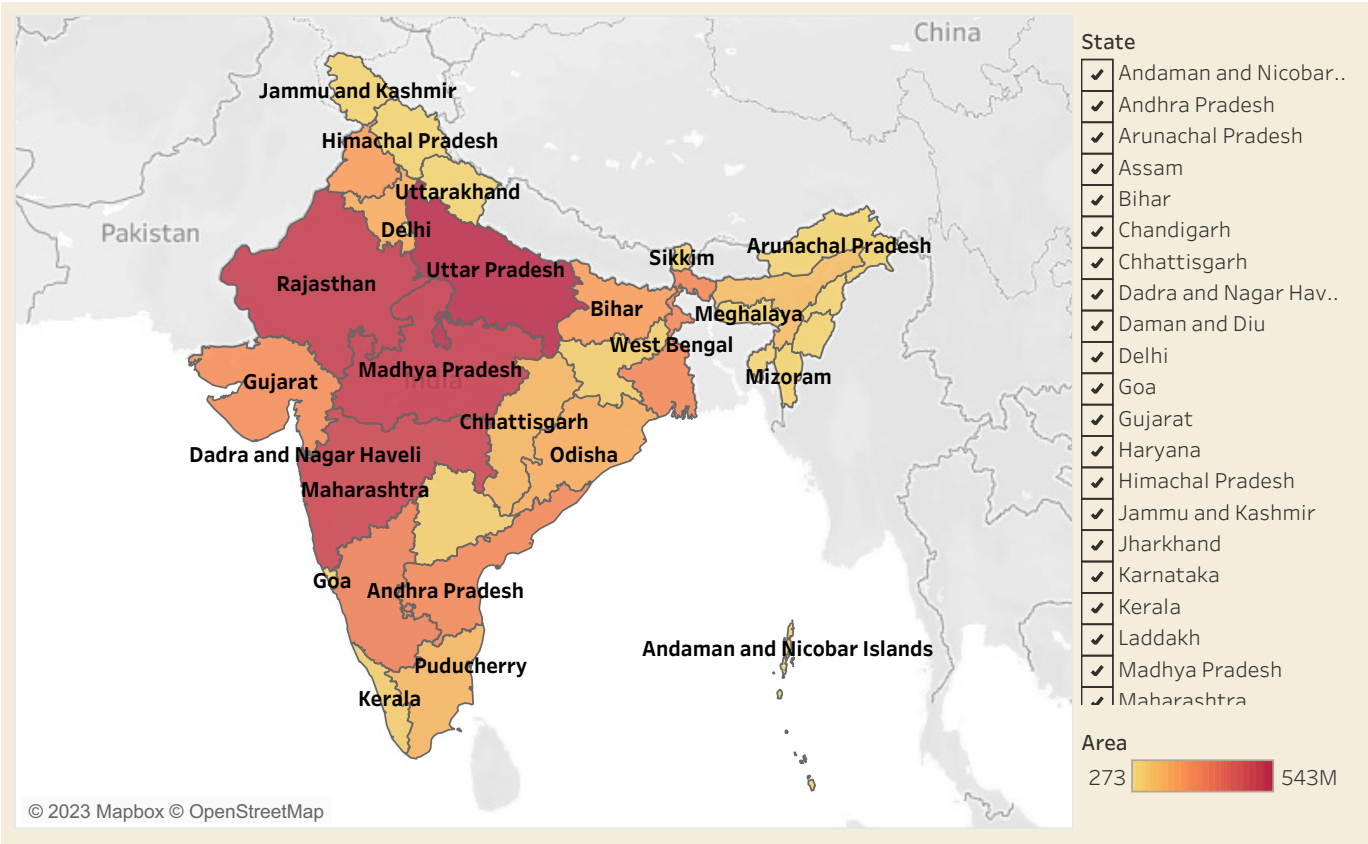 China
Jammu and Kashmir
Himachal Pradesh
Uttarakhand
Pakistan
Delhi
Arunachal Pradesh
Sikkim
Uttar Pradesh
Rajasthan
Bihar
Meghalaya
West Bengal
Madhya Pradesh
India
Gujarat
Mizoram
Chhattisgarh
Dadra and Nagar Haveli
Odisha
Maharashtra
Goa
Andhra Pradesh
Andaman and Nicobar Islands
Puducherry
Kerala
© 2023 Mapbox © OpenStreetMap
State
Andaman and Nicobar..
Andhra Pradesh
Arunachal Pradesh
Assam
Bihar
Chandigarh
Chhattisgarh
Dadra and Nagar Hav..
Daman and Diu
Delhi
Goa
Gujarat
Haryana
Himachal Pradesh
Jammu and Kashmir
Jharkhand
Karnataka
Kerala
Laddakh
Madhya Pradesh
Maharashtra
Area
273 543M